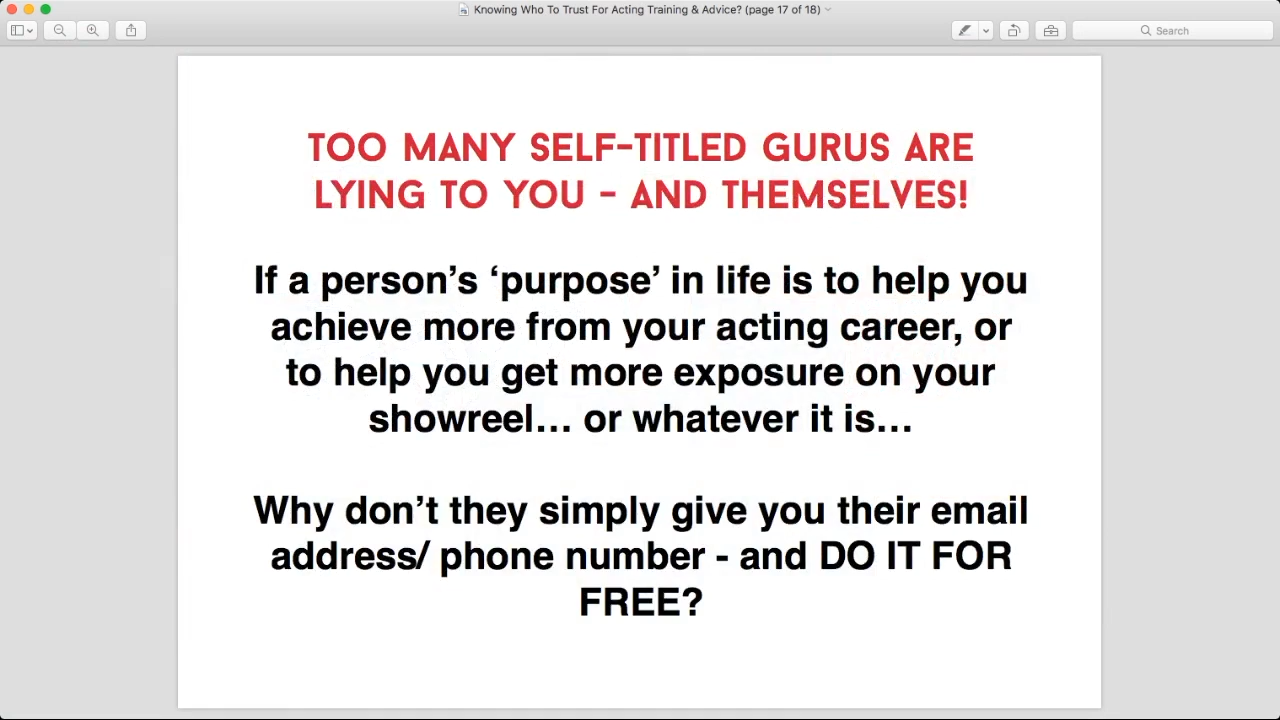 Knowing Who To Trust For Acting Training & Advice? (page 17 of 18)
Search
TOO MANY SELF-TITLED GURUS ARE
LYING TO YOU - AND THEMSELVES!
If a person’s ‘purpose’ in life is to help you
achieve more from your acting career, or
to help you get more exposure on your
showreel… or whatever it is…
Why don’t they simply give you their email
address/ phone number - and DO IT FOR
FREE?